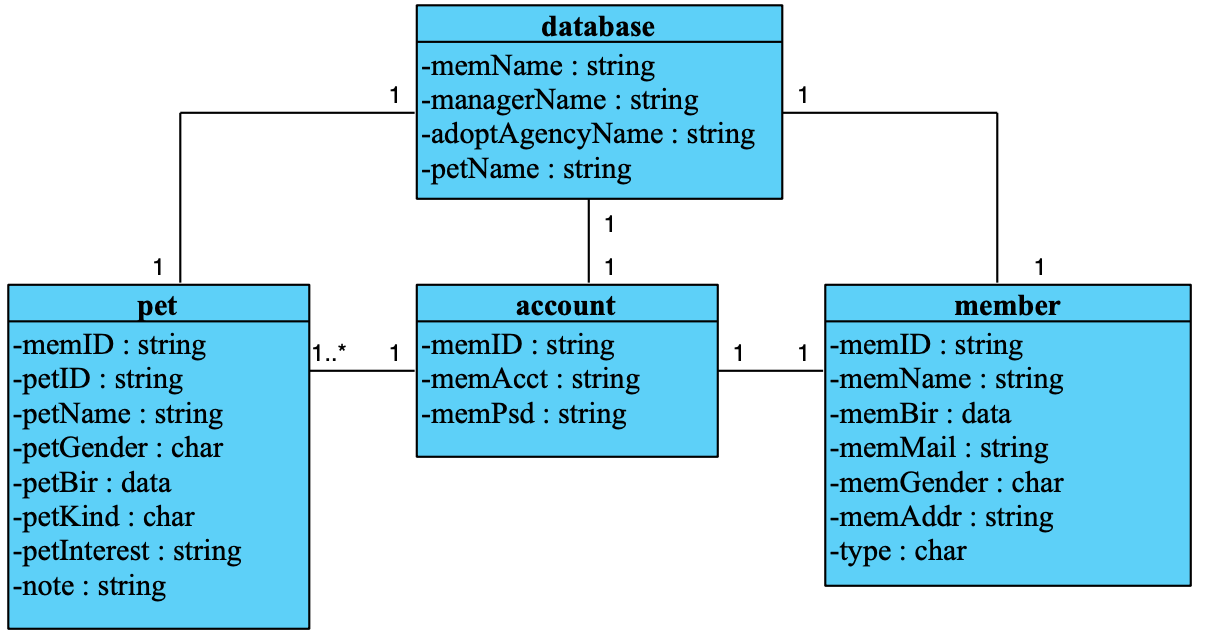 database
-memName : string
-managerName : string
-adoptAgencyName : string
-petName : string
1
1
1
1
1
1
pet
-memID : string
-petID : string
-petName : string
-petGender : char
-petBir : data
-petKind : char
-petInterest : string
-note : string
1..*
1
account
-memID : string
-memAcct : string
-memPsd : string
1
1
member
-memID : string
-memName : string
-memBir : data
-memMail : string
-memGender : char
-memAddr : string
-type : char